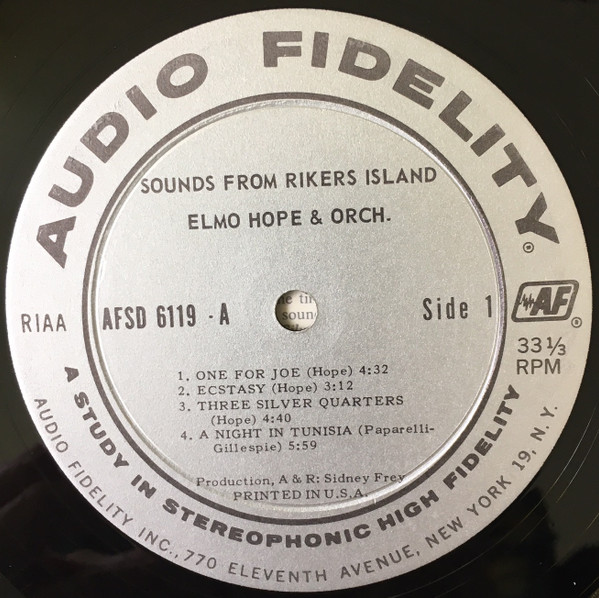 AUDIO FIDELITY®
SOUNDS FROM RIKERS ISLAND
ELMO HOPE & ORCH.
RIAA
AFSD 6119 - A
Side 1
AF®
33 1/3
RPM
1. ONE FOR JOE (Hope) 4:32
2. ECSTASY (Hope) 3:12
3. THREE SILVER QUARTERS
(Hope) 4:40
4. A NIGHT IN TUNISIA (Paparelli-
Gillespie) 5:59
Production, A & R: Sidney Frey
PRINTED IN U.S.A.
A STUDY IN STEREOPHONIC HIGH FIDELITY
AUDIO FIDELITY INC., 770 ELEVENTH AVENUE, NEW YORK 19, N.Y.